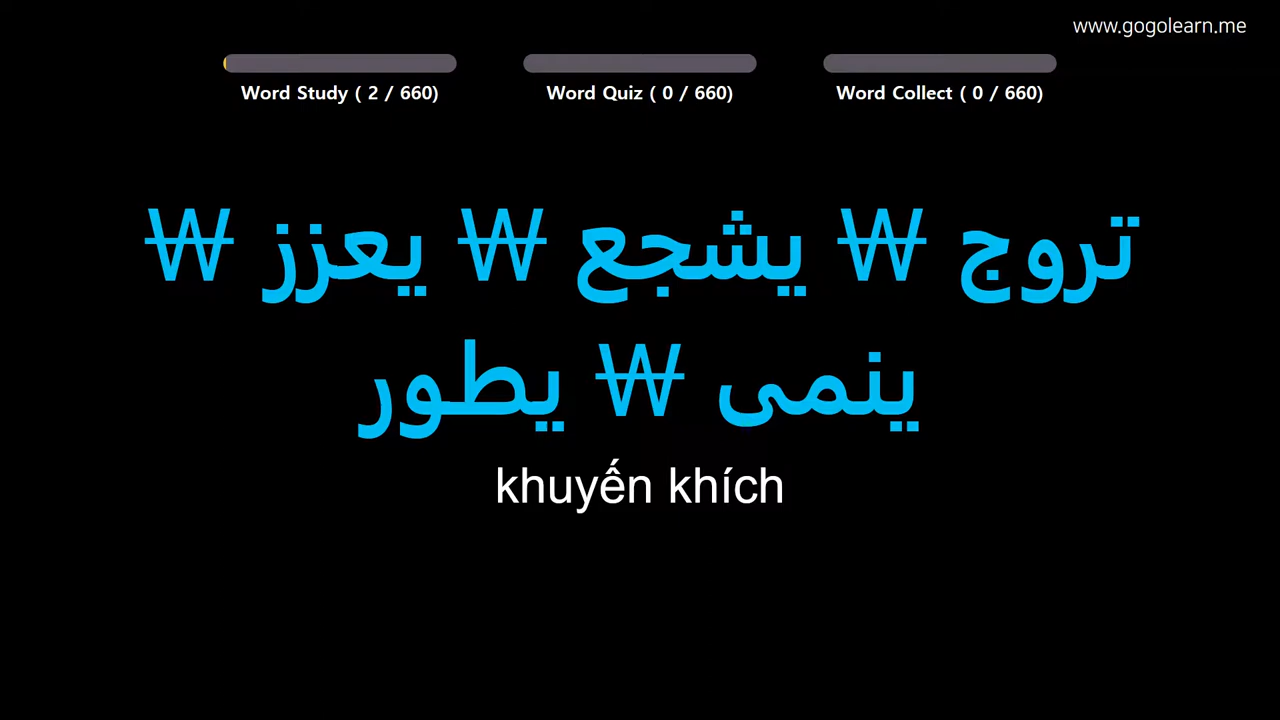 www.gogolearn.me
Word Study ( 2 / 660)
Word Quiz ( 0 / 660)
Word Collect ( 0 / 660)
تروج ₩ يشجع ₩ يعزز ₩
ينمى ₩ يطور
khuyến khích